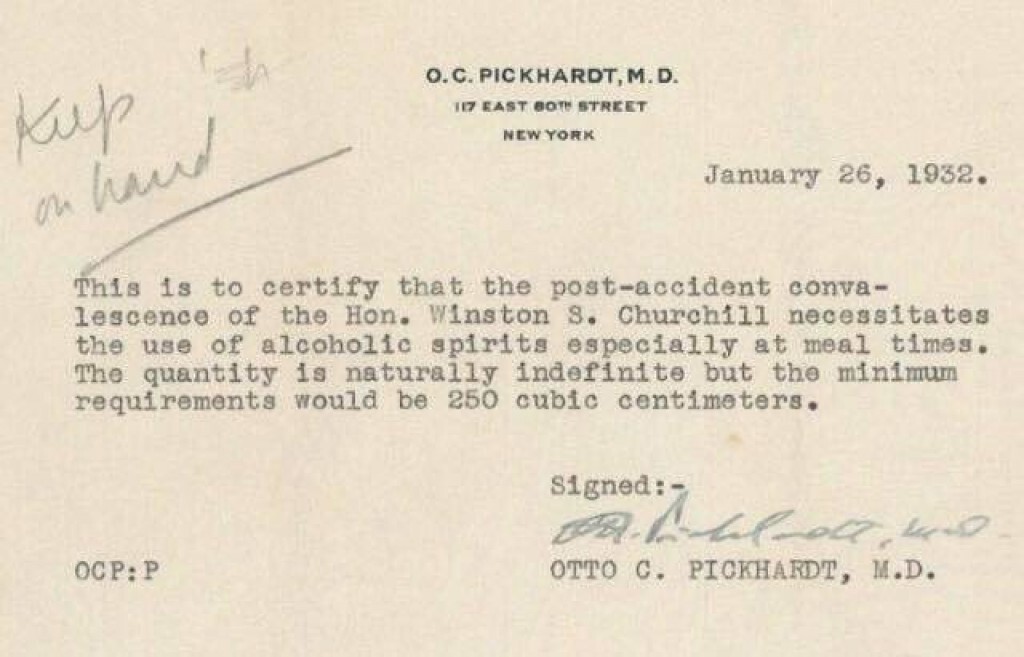 Keep
on hand
O. C. PICKHARDT, M. D.
117 EAST 80TH STREET
NEW YORK
January 26, 1932.
This is to certify that the post-accident conva-
lescence of the Hon. Winston S. Churchill necessitates
the use of alcoholic spirits especially at meal times.
The quantity is naturally indefinite but the minimum
requirements would be 250 cubic centimeters.
Signed:-
Pickhardt, M.D.
OCP:P
OTTO C. PICKHARDT, M.D.